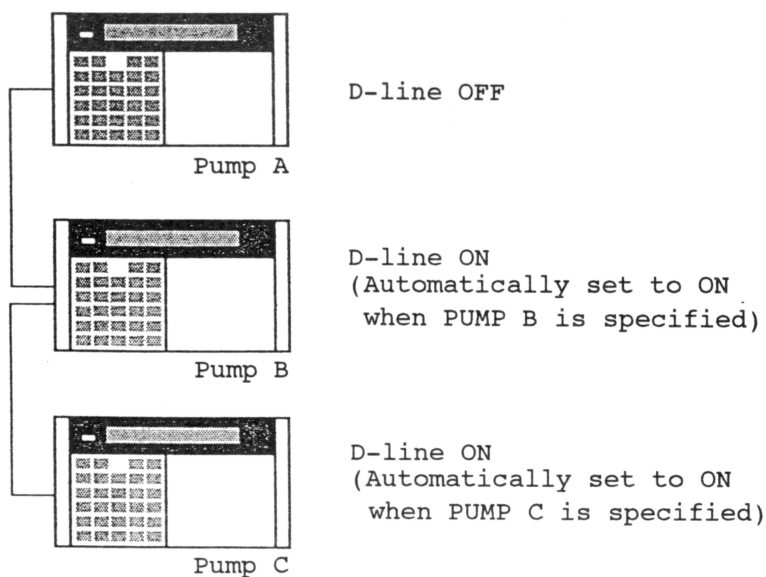 D-line OFF
Pump A
D-line ON
(Automatically set to ON
when PUMP B is specified)
Pump B
D-line ON
(Automatically set to ON
when PUMP C is specified)
Pump C